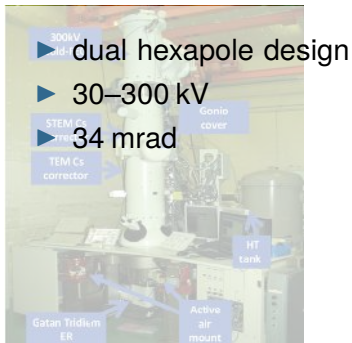 300kV
dual hexapole design
30–300 kV
Gonio
cover
STEM Cs
34 mrad
TEM Cs
corrector
HT
tank
Active
air
mount
Gatan Tridiem
ER